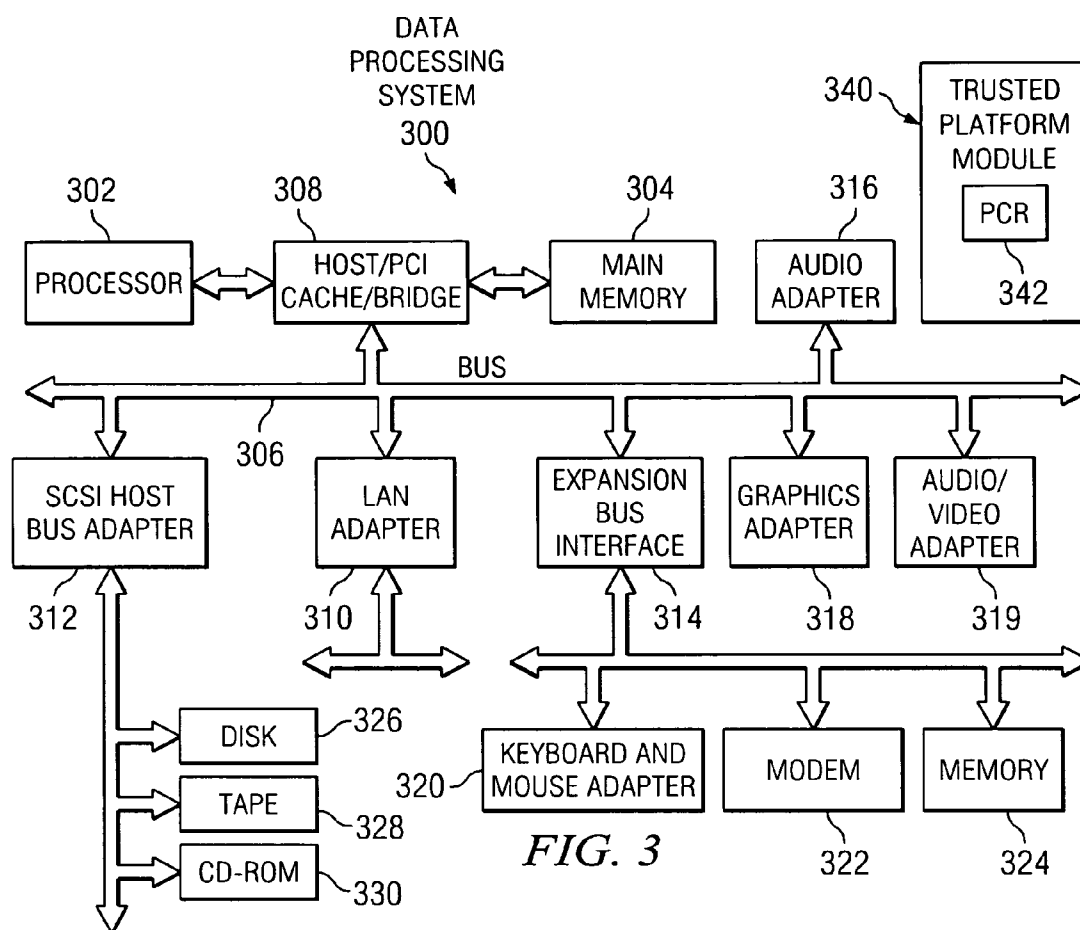 DATA
PROCESSING
SYSTEM
300
340
TRUSTED
PLATFORM
MODULE
PCR
342
302
308
304
316
PROCESSOR
HOST/PCI
CACHE/BRIDGE
MAIN
MEMORY
AUDIO
ADAPTER
BUS
306
SCSI HOST
BUS ADAPTER
LAN
ADAPTER
EXPANSION
BUS
INTERFACE
GRAPHICS
ADAPTER
AUDIO/
VIDEO
ADAPTER
312
310
314
318
319
DISK
326
TAPE
328
CD-ROM
330
320
KEYBOARD AND
MOUSE ADAPTER
MODEM
MEMORY
322
324
FIG. 3